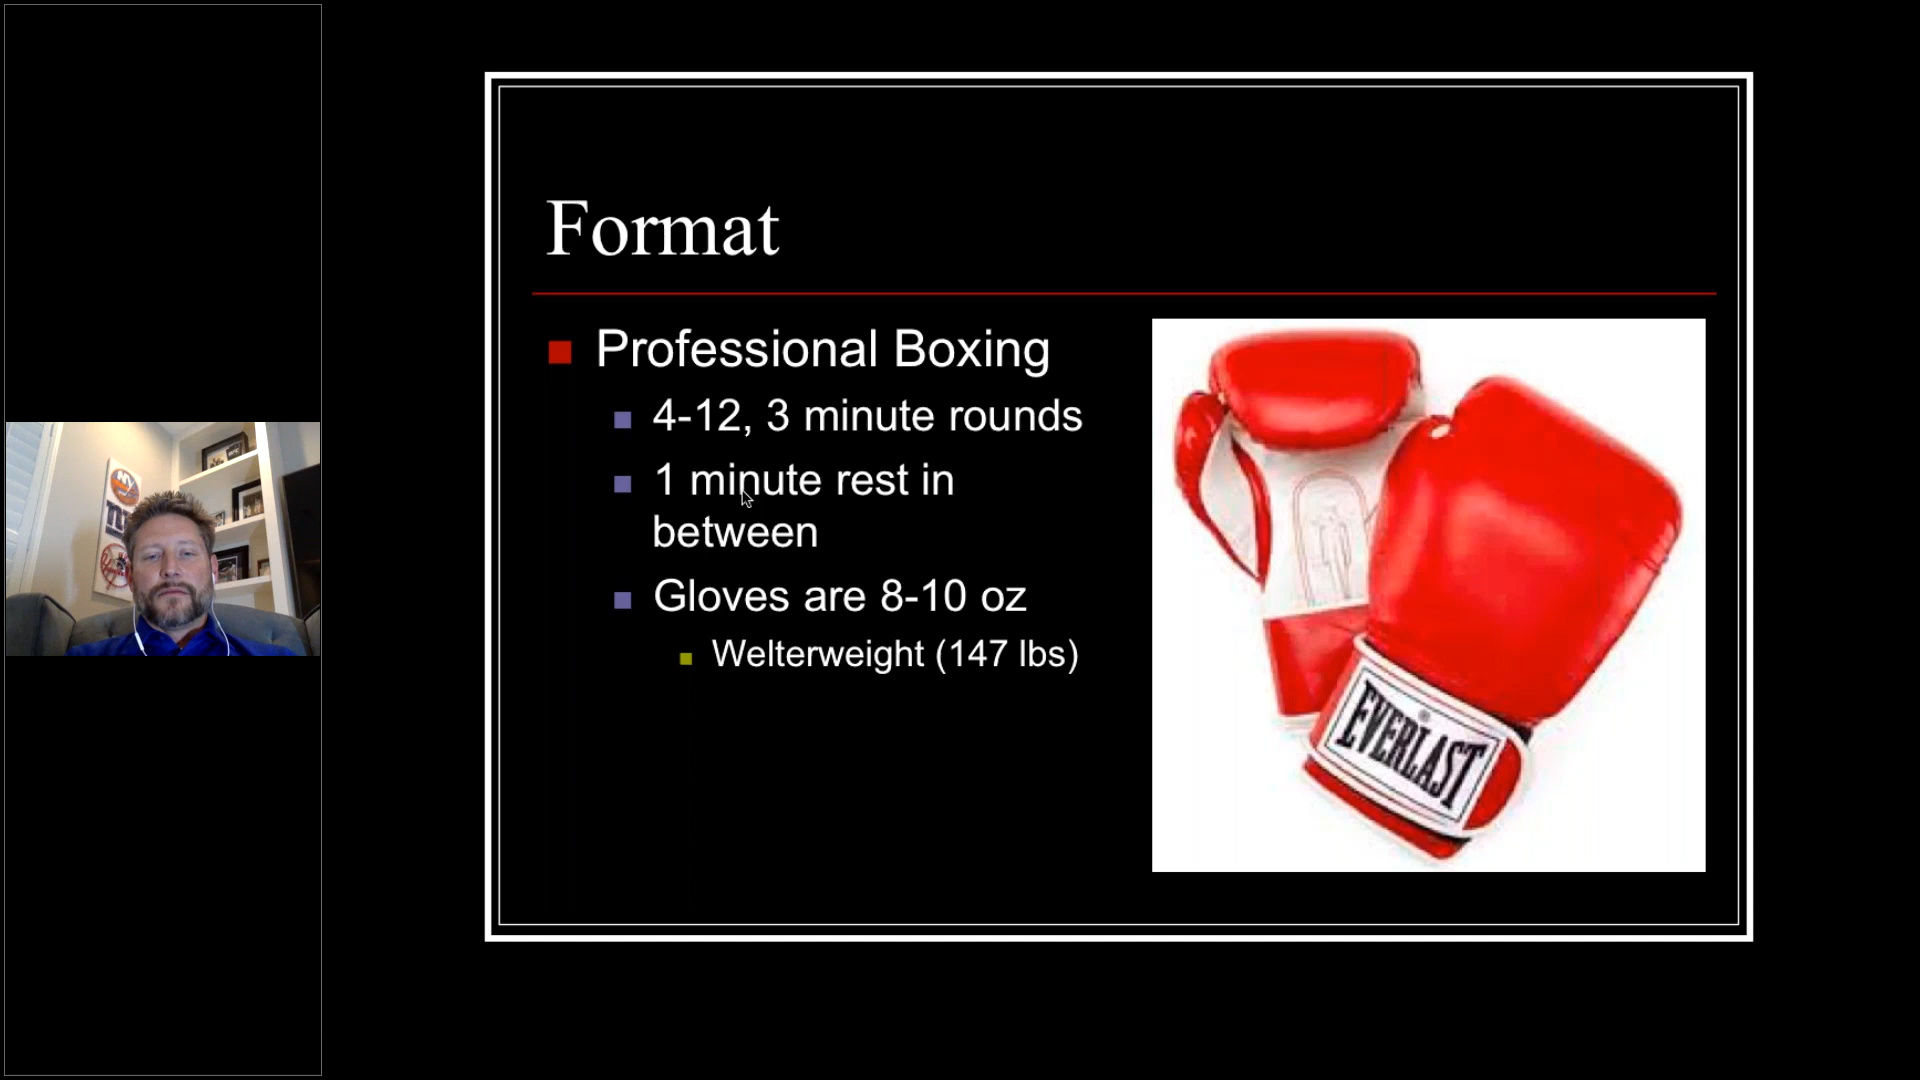 Format
Professional Boxing
4-12, 3 minute rounds
1 minute rest in
between
Gloves are 8-10 oz
Welterweight (147 lbs)
EVERLAST
®
NY